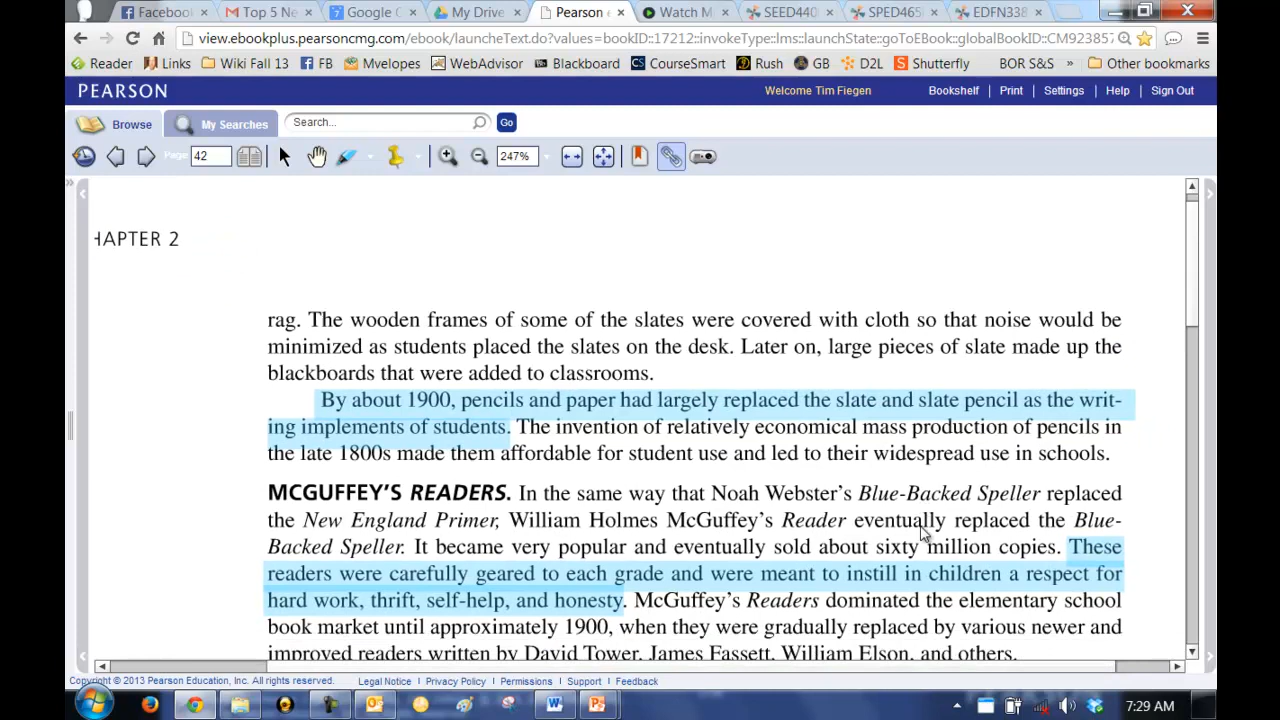 Facebook
Top 5 Ne
Google C
My Drive
Pearson e
Watch M
SEED440
SPED465
EDFN338
view.ebookplus.pearsoncmg.com/ebook/launcheText.do?values=bookID::17212::invokeType::lms::launchState::goToEBook::globalBookID::CM923857
Reader
Links
Wiki Fall 13
FB
Mvelopes
WebAdvisor
Blackboard
CourseSmart
Rush
GB
D2L
Shutterfly
BOR S&S
»
Other bookmarks
PEARSON
Welcome Tim Fiegen
Bookshelf | Print | Settings | Help | Sign Out
Browse
My Searches
Search...
Go
Page 42
247%
HAPTER 2
rag. The wooden frames of some of the slates were covered with cloth so that noise would be
minimized as students placed the slates on the desk. Later on, large pieces of slate made up the
blackboards that were added to classrooms.
By about 1900, pencils and paper had largely replaced the slate and slate pencil as the writ-
ing implements of students. The invention of relatively economical mass production of pencils in
the late 1800s made them affordable for student use and led to their widespread use in schools.
MCGUFFEY'S READERS. In the same way that Noah Webster's Blue-Backed Speller replaced
the New England Primer, William Holmes McGuffey's Reader eventually replaced the Blue-
Backed Speller. It became very popular and eventually sold about sixty million copies. These
readers were carefully geared to each grade and were meant to instill in children a respect for
hard work, thrift, self-help, and honesty. McGuffey's Readers dominated the elementary school
book market until approximately 1900, when they were gradually replaced by various newer and
improved readers written by David Tower, James Fassett, William Elson, and others.
Copyright © 2013 Pearson Education, Inc. All rights reserved.
Legal Notice | Privacy Policy | Permissions | Support | Feedback
7:29 AM